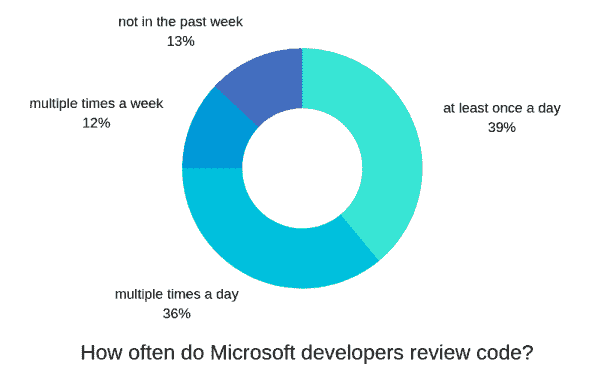 not in the past week
13%
multiple times a week
12%
at least once a day
39%
multiple times a day
36%
How often do Microsoft developers review code?